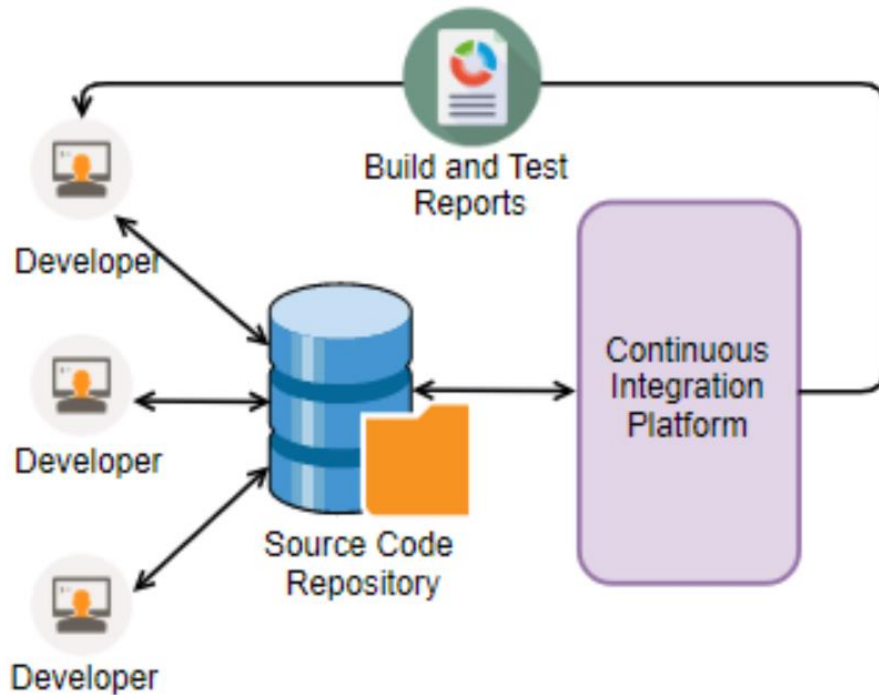 Build and Test
Reports
Developer
Continuous
Integration
Platform
Developer
Source Code
Repository
Developer